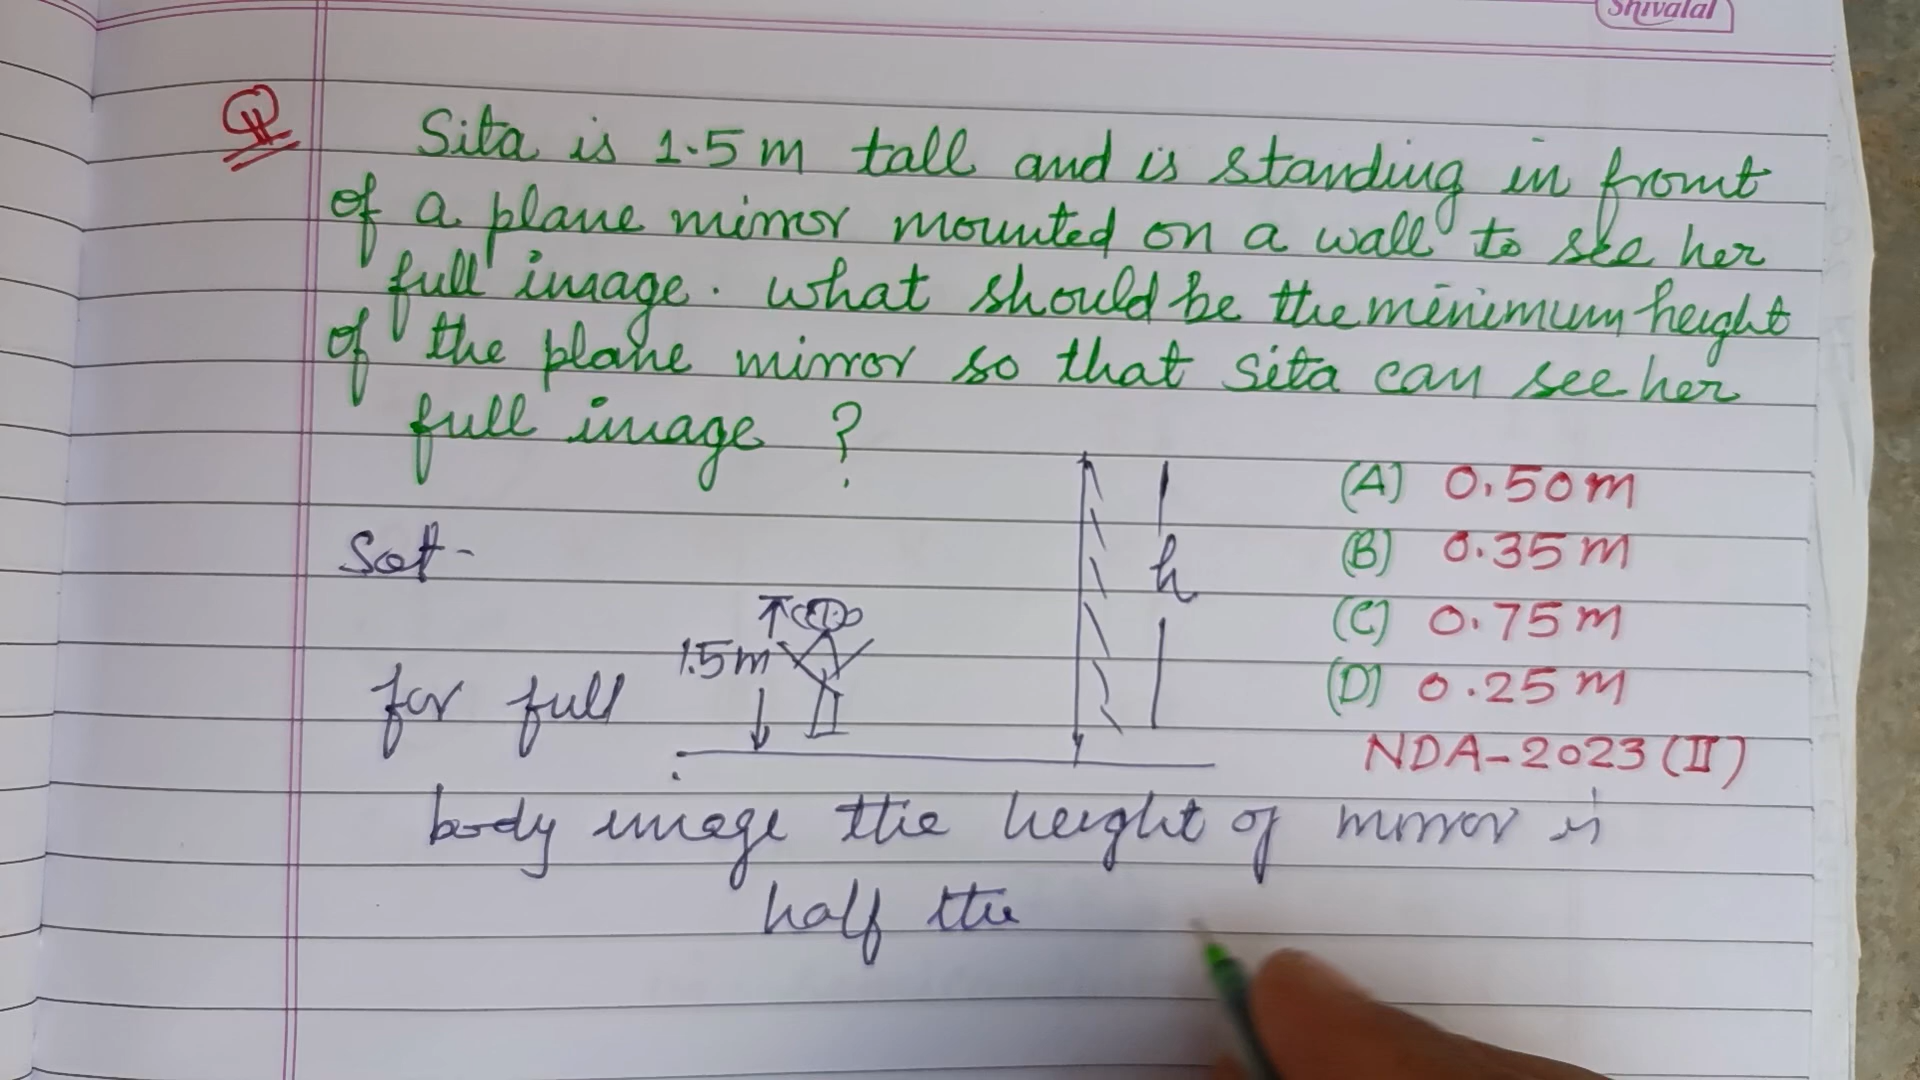 Shivalal
Q Sita is 1.5 m tall and is standing in front
of a plane mirror mounted on a wall to see her
full image. What should be the minimum height
of the plane mirror so that sita can see her
full image ?
(A) 0.50 m
Sol-
(B) 0.35 m
h
(C) 0.75 m
1.5m
for full
(D) 0.25 m
NDA-2023 (II)
body image the height of mirror is
half the